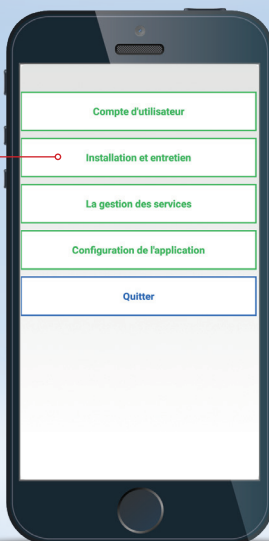 Compte d'utilisateur
Installation et entretien
La gestion des services
Configuration de l'application
Quitter